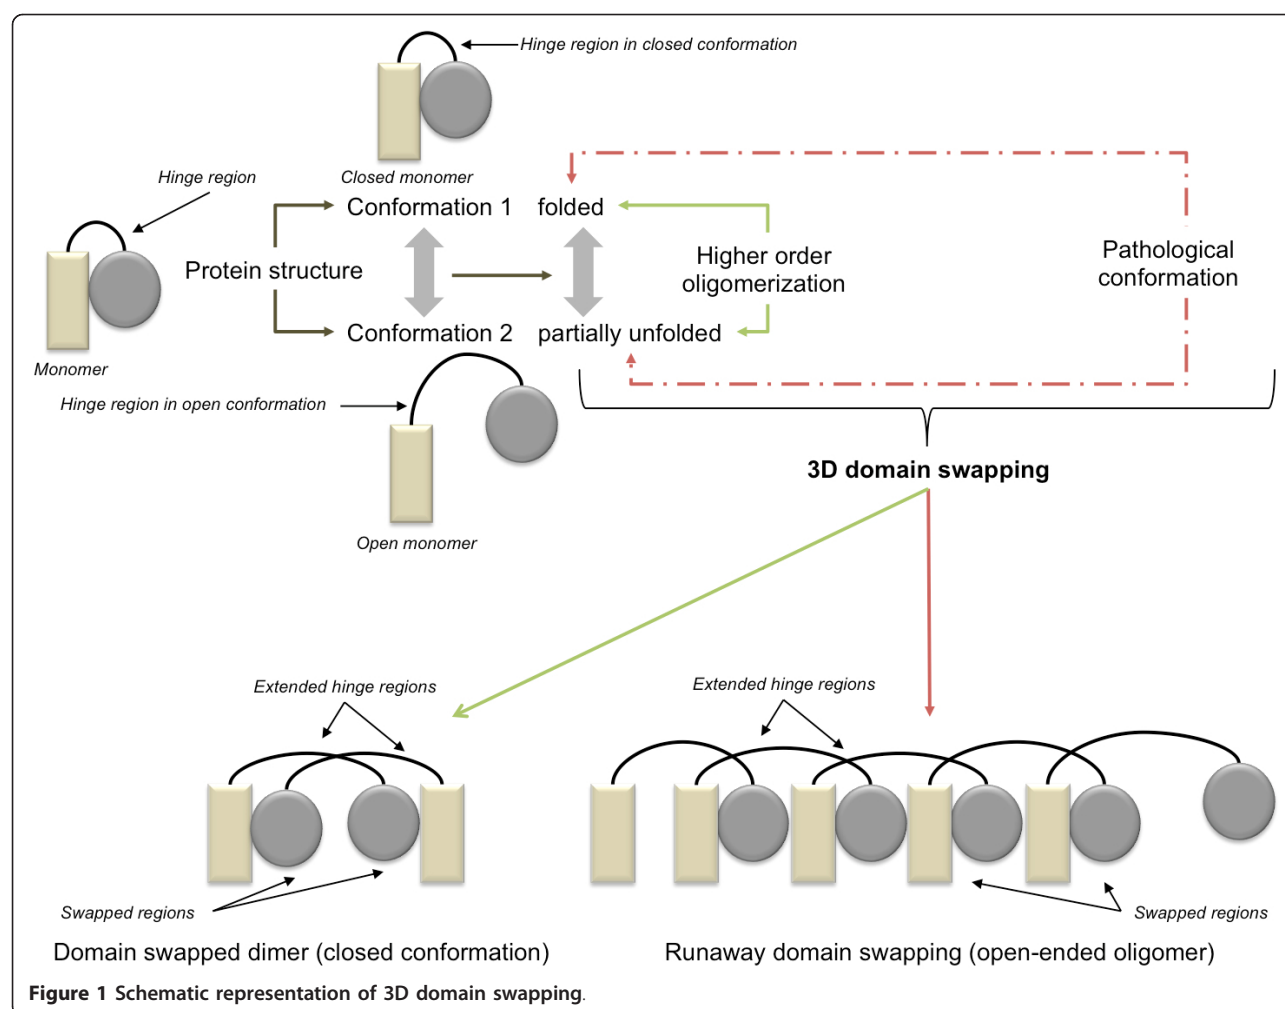 Hinge region in closed conformation
Closed monomer
Hinge region
Conformation 1 folded
Protein structure
Higher order
oligomerization
Pathological
conformation
Conformation 2 partially unfolded
Monomer
Hinge region in open conformation
Open monomer
3D domain swapping
Extended hinge regions
Extended hinge regions
Swapped regions
Swapped regions
Domain swapped dimer (closed conformation)
Runaway domain swapping (open-ended oligomer)
Figure 1 Schematic representation of 3D domain swapping.